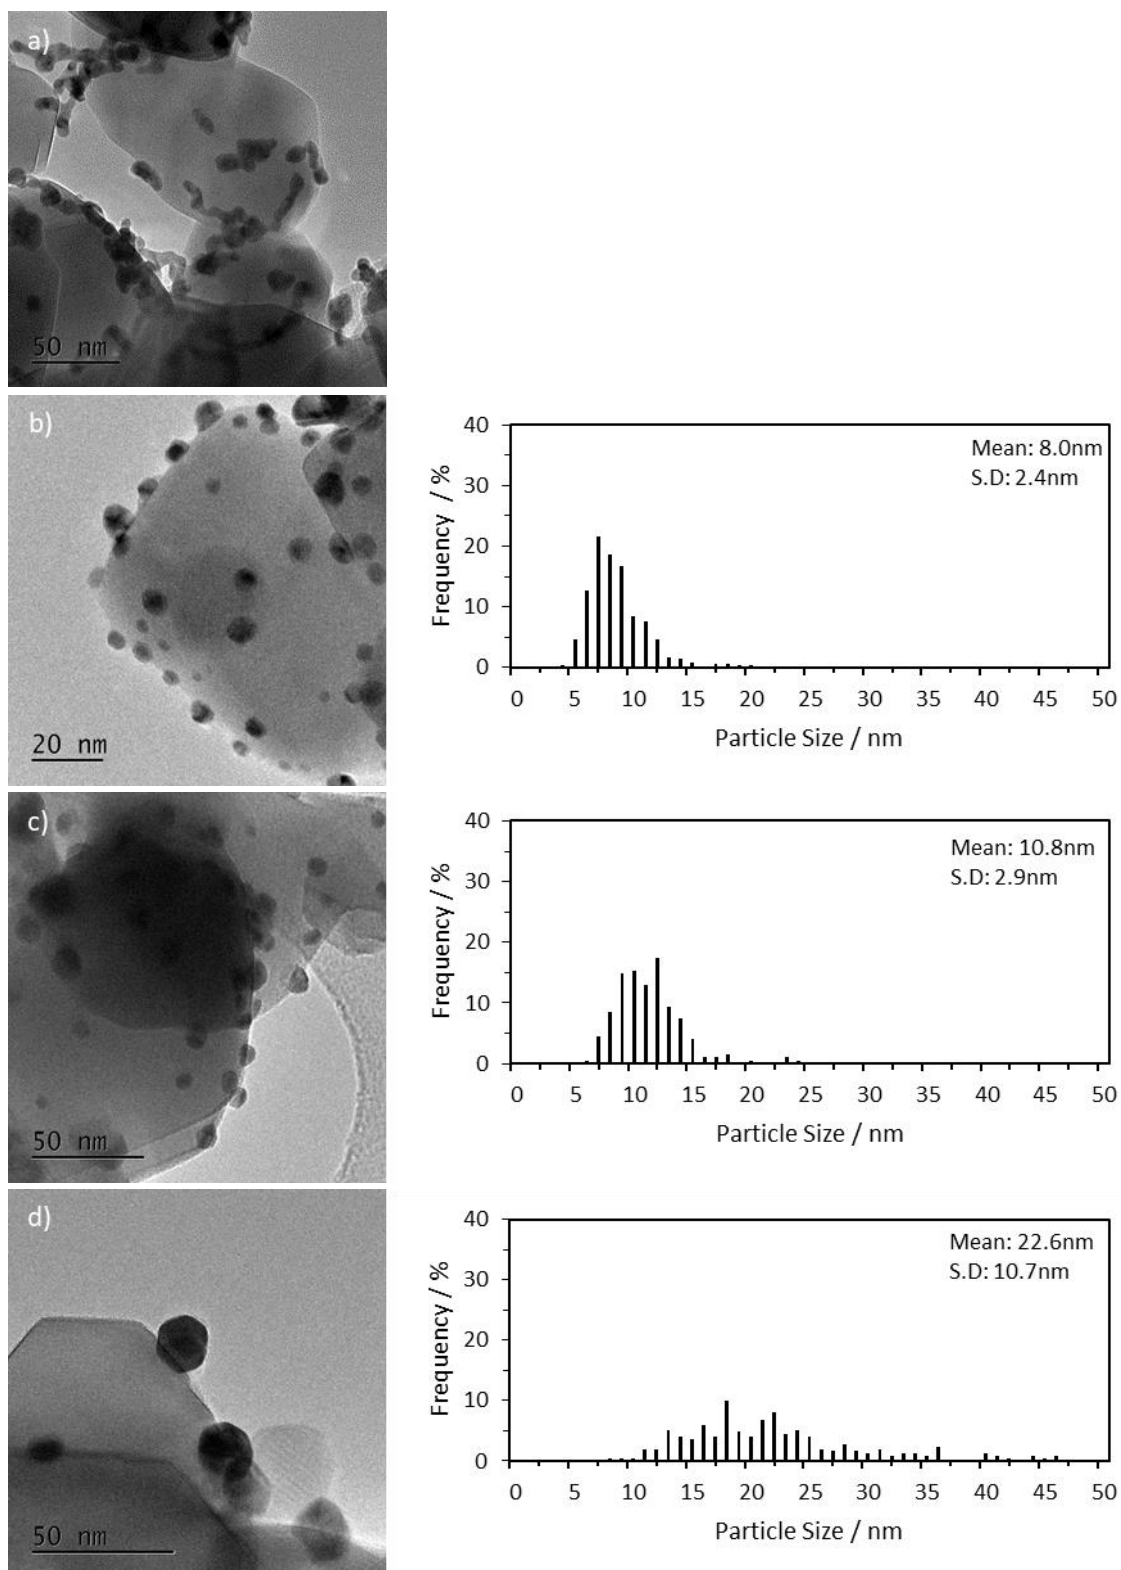 a)
50 nm
b)
20 nm
40
30
20
10
0
Frequency / %
Mean: 8.0nm
S.D: 2.4nm
0 5 10 15 20 25 30 35 40 45 50
Particle Size / nm
c)
50 nm
40
30
20
10
0
Frequency / %
Mean: 10.8nm
S.D: 2.9nm
0 5 10 15 20 25 30 35 40 45 50
Particle Size / nm
d)
50 nm
40
30
20
10
0
Frequency / %
Mean: 22.6nm
S.D: 10.7nm
0 5 10 15 20 25 30 35 40 45 50
Particle Size / nm